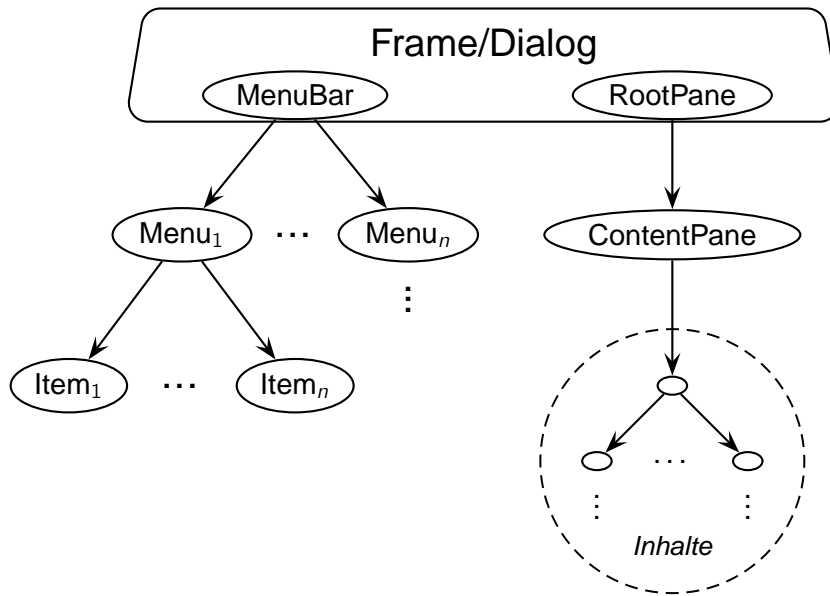 Frame/Dialog
MenuBar RootPane
Menu₁ ... Menuₙ ContentPane
Item₁ ... Itemₙ
...
Inhalte